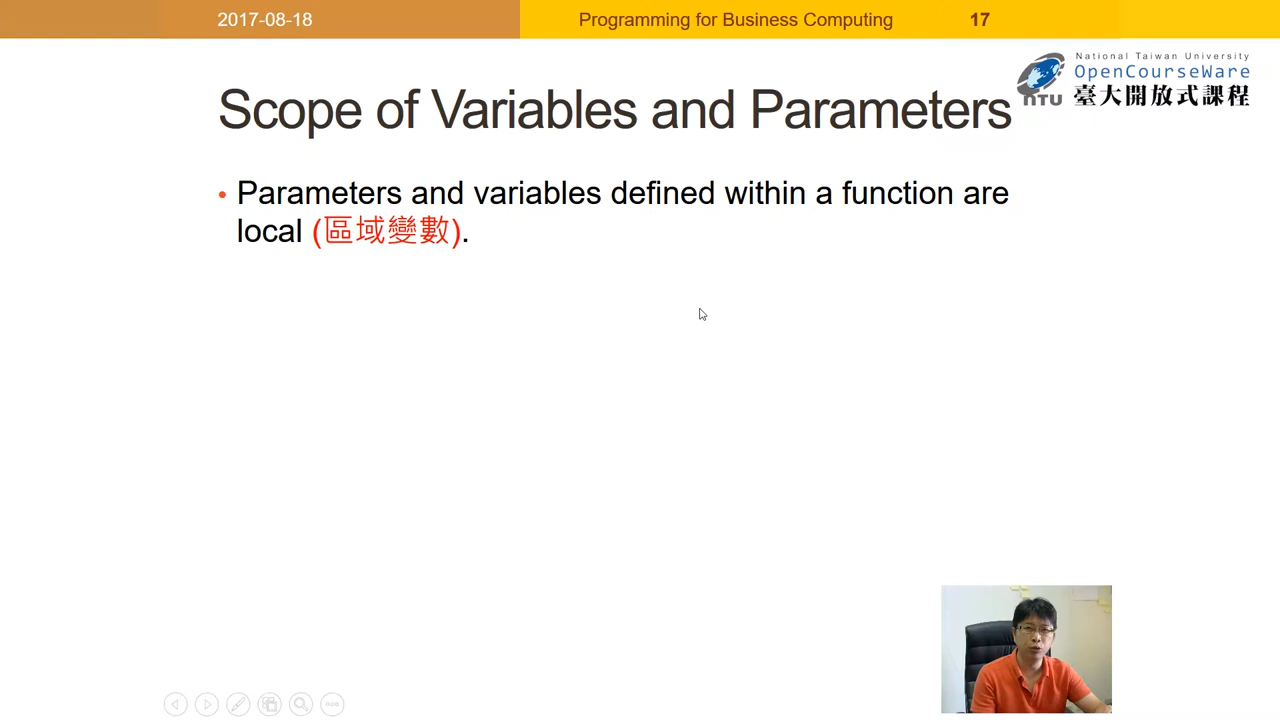 2017-08-18
Programming for Business Computing
17
National Taiwan University
OpenCourseWare
NTU 臺大開放式課程
Scope of Variables and Parameters
• Parameters and variables defined within a function are
local (區域變數).